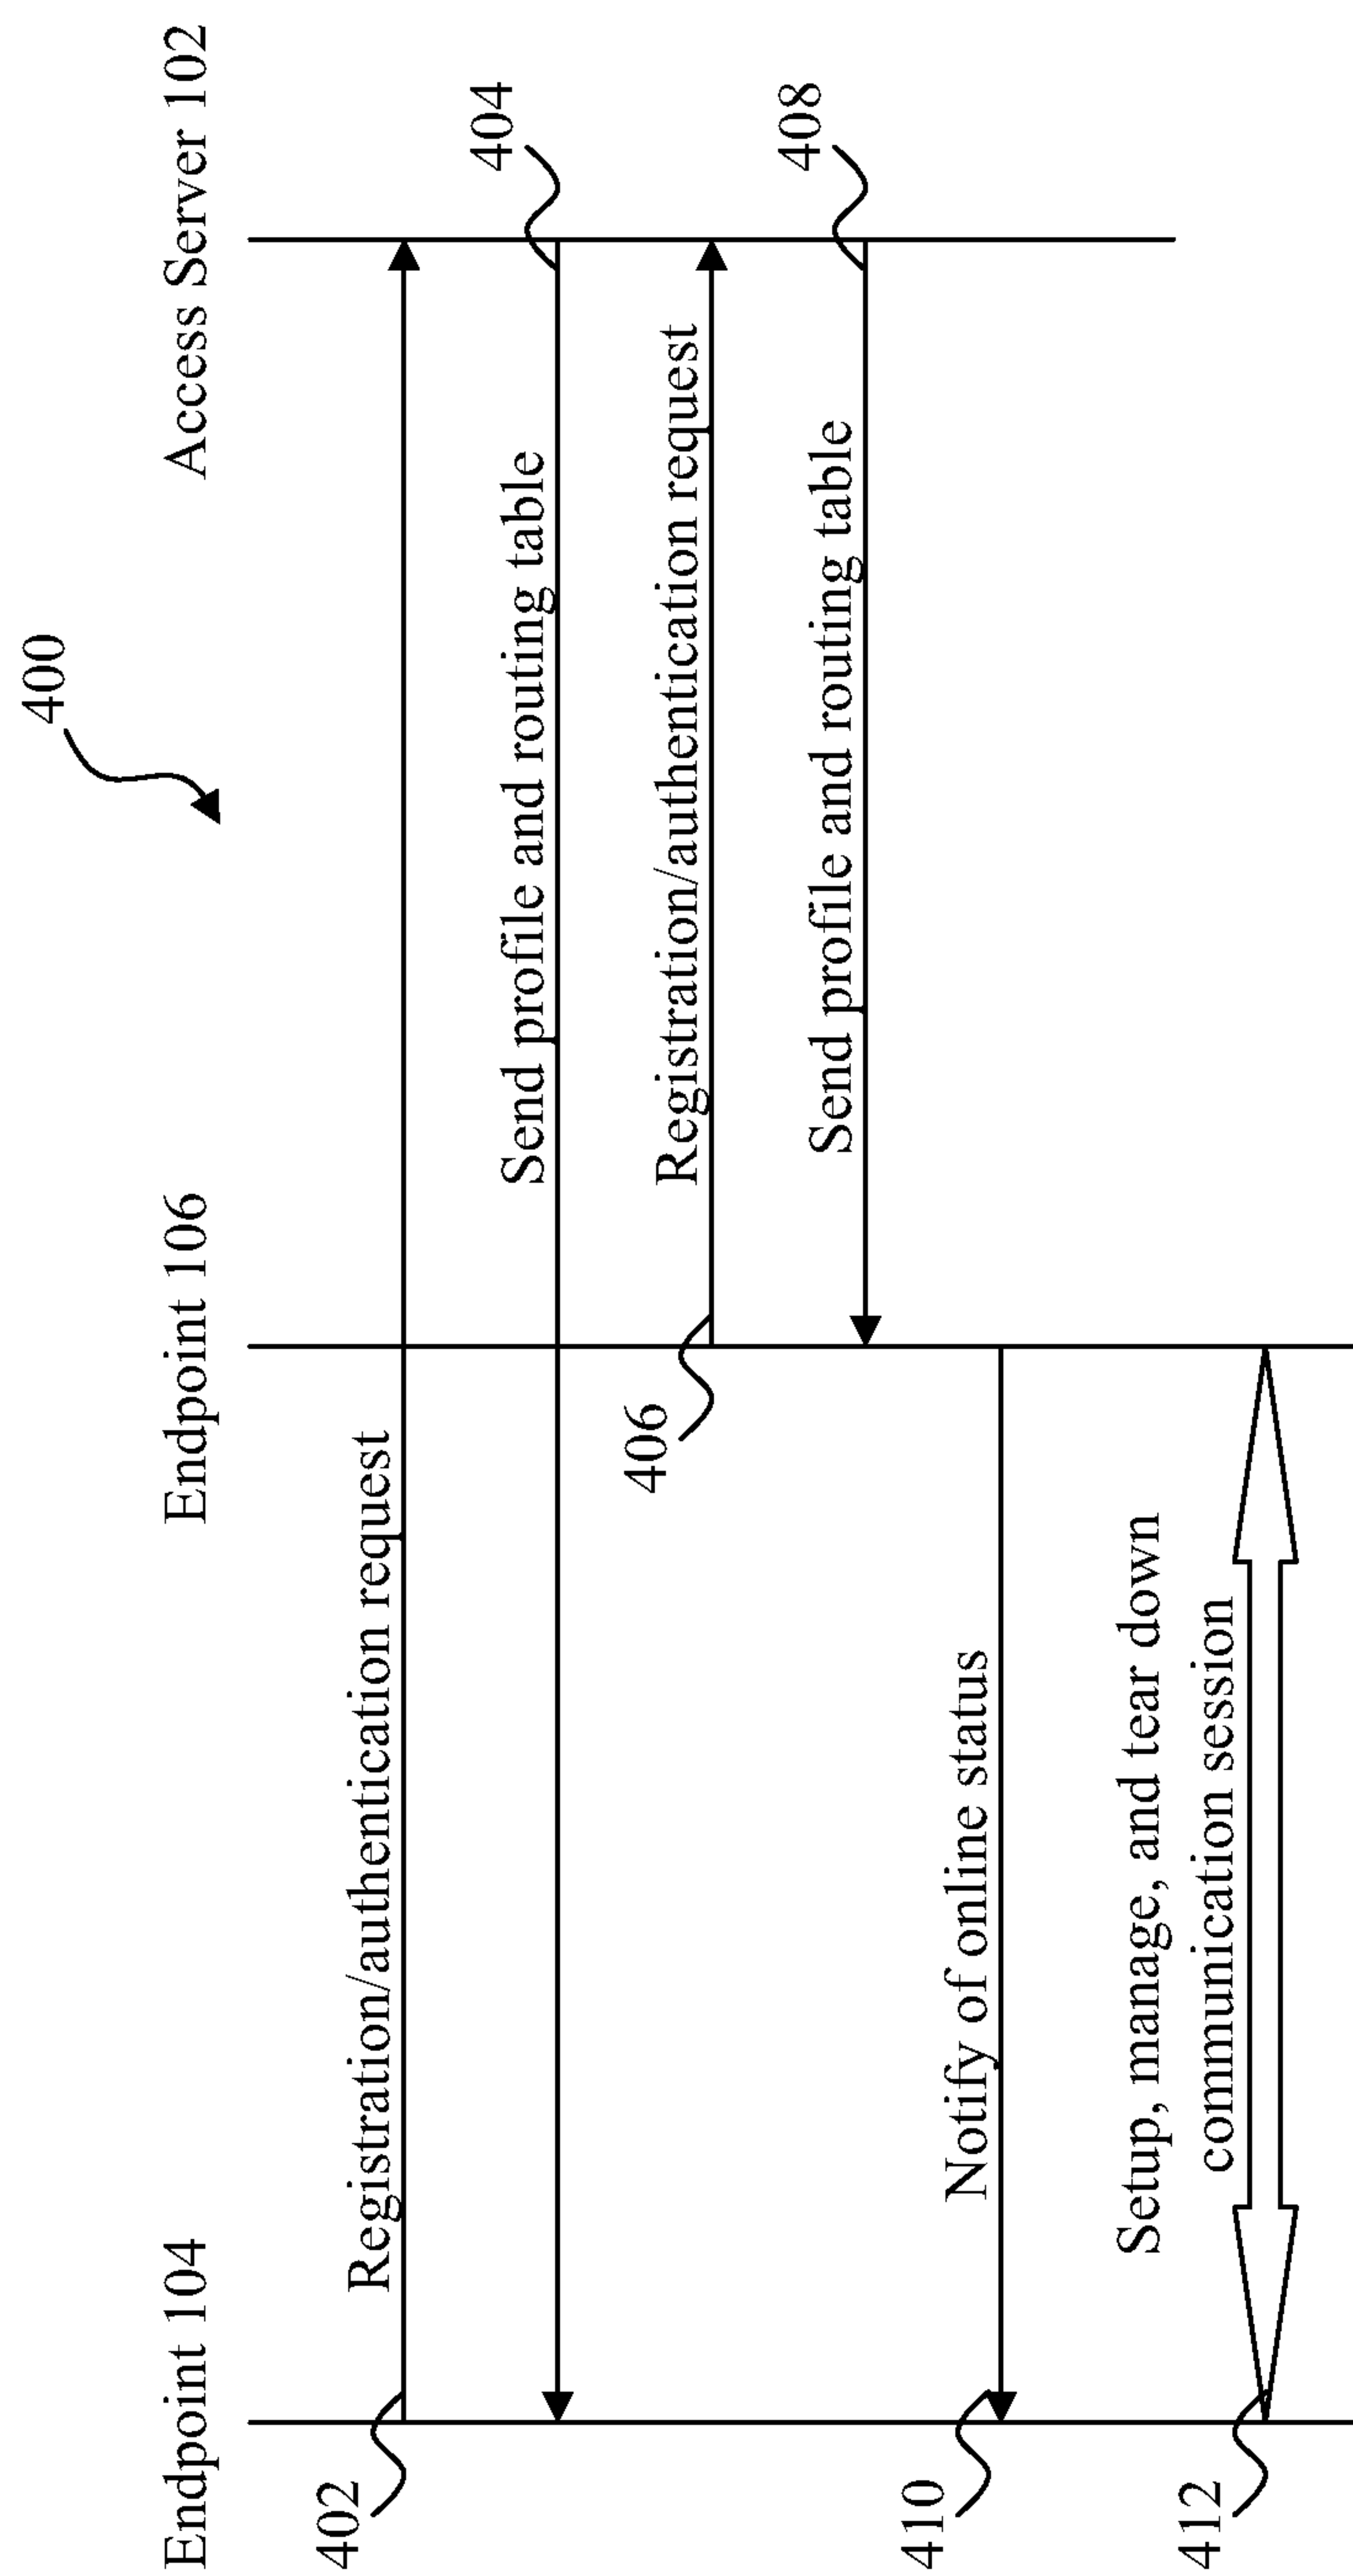 400
Endpoint 104
Endpoint 106
Access Server 102
402
Registration/authentication request
404
Send profile and routing table
406
Registration/authentication request
408
Send profile and routing table
410
Notify of online status
412
Setup, manage, and tear down
communication session